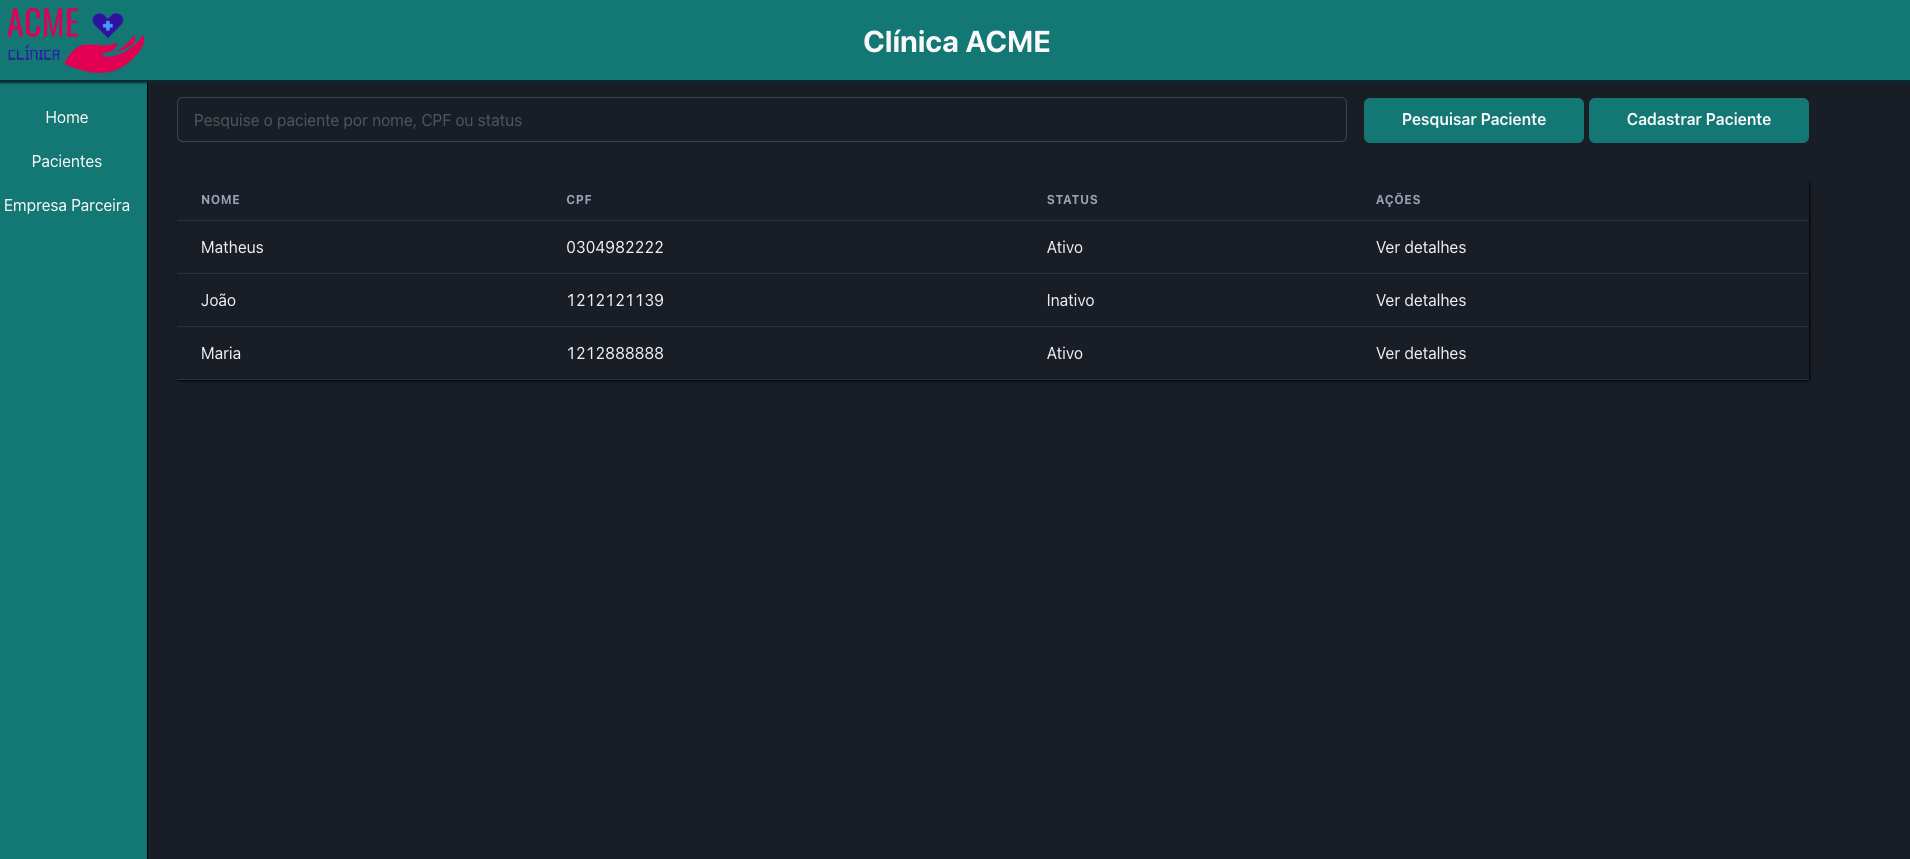 ACME
CLÍNICA
Clínica ACME
Home
Pacientes
Empresa Parceira
Pesquise o paciente por nome, CPF ou status
Pesquisar Paciente
Cadastrar Paciente
NOME CPF STATUS AÇÕES
Matheus 0304982222 Ativo Ver detalhes
João 1212121139 Inativo Ver detalhes
Maria 1212888888 Ativo Ver detalhes